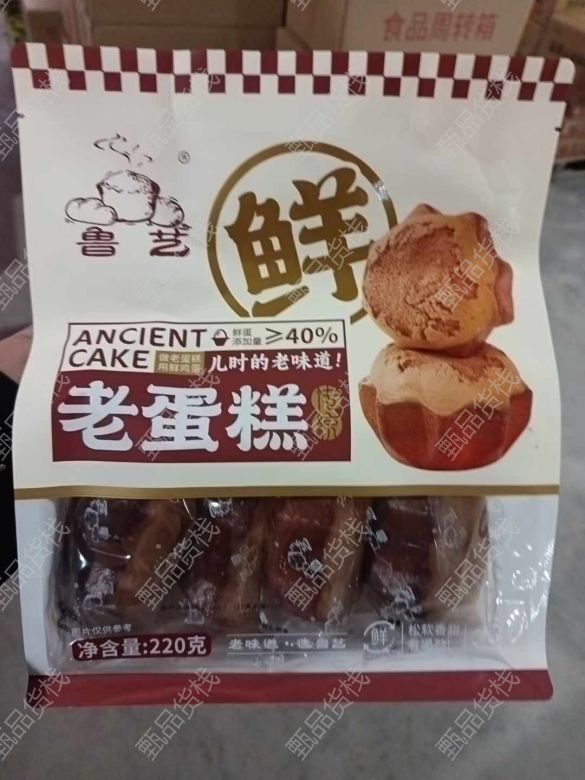 食品周转箱
®
鲁艺
鲜
ANCIENT
CAKE
鲜蛋
添加量
≥40%
做老蛋糕
用鲜鸡蛋
儿时的老味道!
老蛋糕
图片仅供参考
净含量:220克
老味道·选鲁艺
鲜
松软香甜
甄品货栈